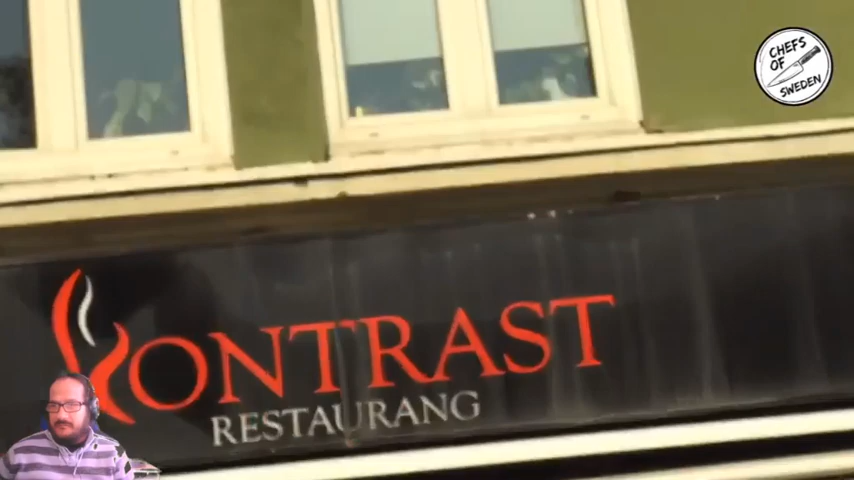 CHEFS
OF
SWEDEN
KONTRAST
RESTAURANG